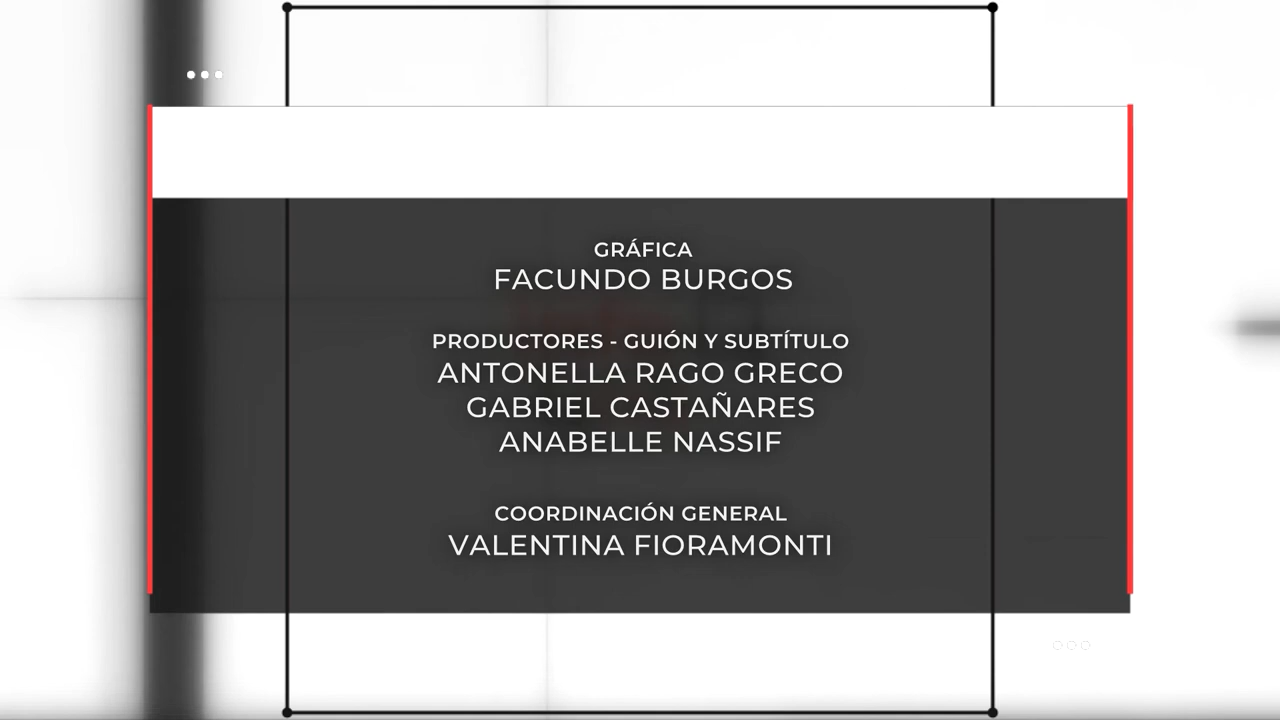 GRÁFICA
FACUNDO BURGOS
PRODUCTORES - GUIÓN Y SUBTÍTULO
ANTONELLA RAGO GRECO
GABRIEL CASTAÑARES
ANABELLE NASSIF
COORDINACIÓN GENERAL
VALENTINA FIORAMONTI